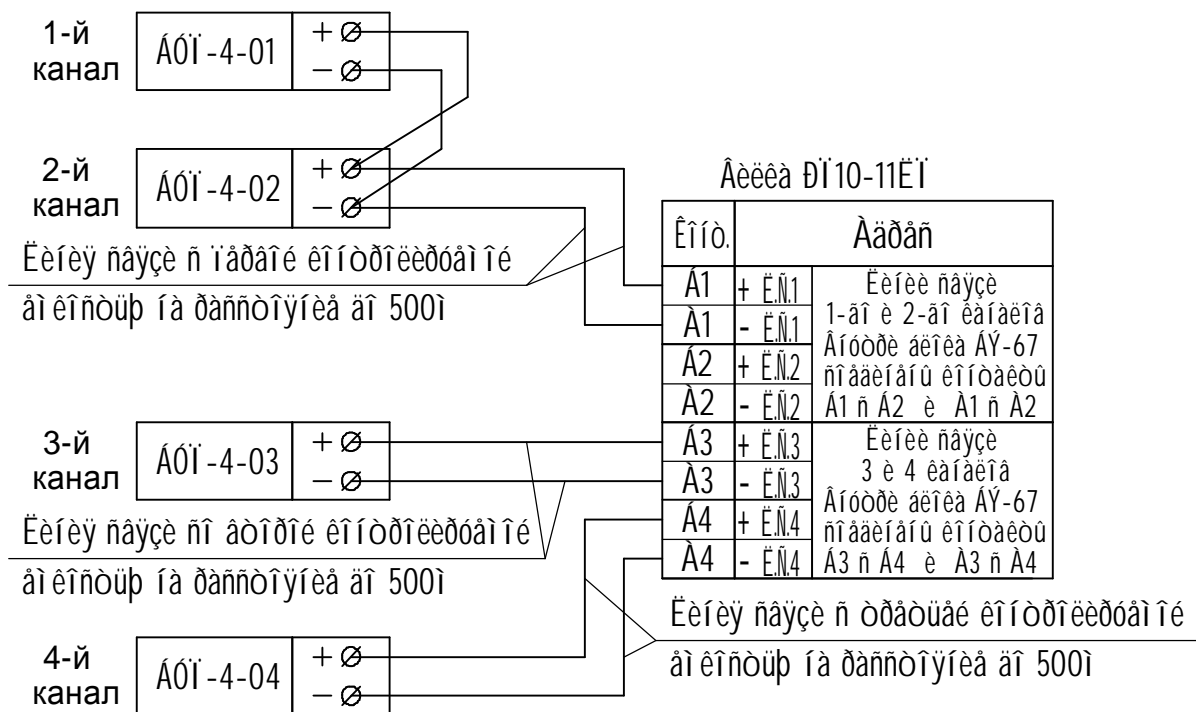 1-й
канал
ÁÓÏ-4-01
+
–
2-й
канал
ÁÓÏ-4-02
+
–
Ëèíèÿ ñâÿçè ñ ïåðâîé êîíòðîëèðóåìîé
åìêîñòüþ íà ðàññòîÿíèå äî 500ì
Âèëêà ÐÏ10-11ËÏ
Êîíò. Àäðåñ
Á1 + Ë.Ñ.1
À1 - Ë.Ñ.1
Á2 + Ë.Ñ.2
À2 - Ë.Ñ.2
Ëèíèè ñâÿçè
1-ãî è 2-ãî êàíàëîâ
Âíóòðè áëîêà ÁÝ-67
ñîåäèíåíû êîíòàêòû
Á1 ñ Á2 è À1 ñ À2
Á3 + Ë.Ñ.3
À3 - Ë.Ñ.3
Á4 + Ë.Ñ.4
À4 - Ë.Ñ.4
Ëèíèè ñâÿçè
3 è 4 êàíàëîâ
Âíóòðè áëîêà ÁÝ-67
ñîåäèíåíû êîíòàêòû
Á3 ñ Á4 è À3 ñ À4
3-й
канал
ÁÓÏ-4-03
+
–
Ëèíèÿ ñâÿçè ñî âòîðîé êîíòðîëèðóåìîé
åìêîñòüþ íà ðàññòîÿíèå äî 500ì
4-й
канал
ÁÓÏ-4-04
+
–
Ëèíèÿ ñâÿçè ñ òðåòüåé êîíòðîëèðóåìîé
åìêîñòüþ íà ðàññòîÿíèå äî 500ì